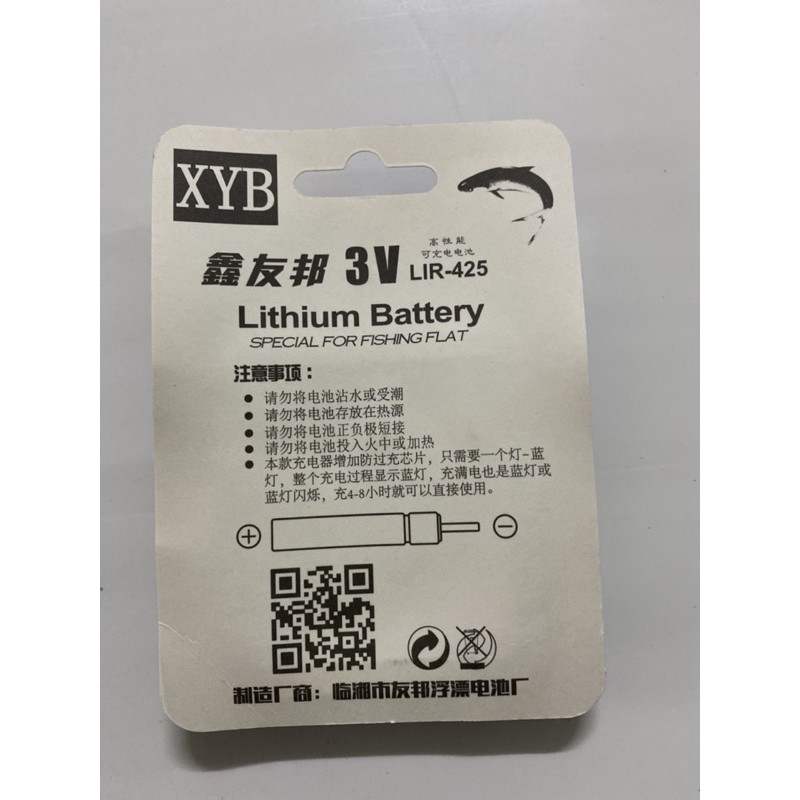 XYB
高性能
鑫友邦 3V 可充电电池
LIR-425
Lithium Battery
SPECIAL FOR FISHING FLAT
注意事项：
● 请勿将电池沾水或受潮
● 请勿将电池存放在热源
● 请勿将电池正负极短接
● 请勿将电池投入火中或加热
● 本款充电器增加防过充芯片，只需要一个灯-蓝
灯，整个充电过程显示蓝灯，充满电也是蓝灯或
蓝灯闪烁，充4-8小时就可以直接使用。
+ −
制造厂商：临湘市友邦浮漂电池厂